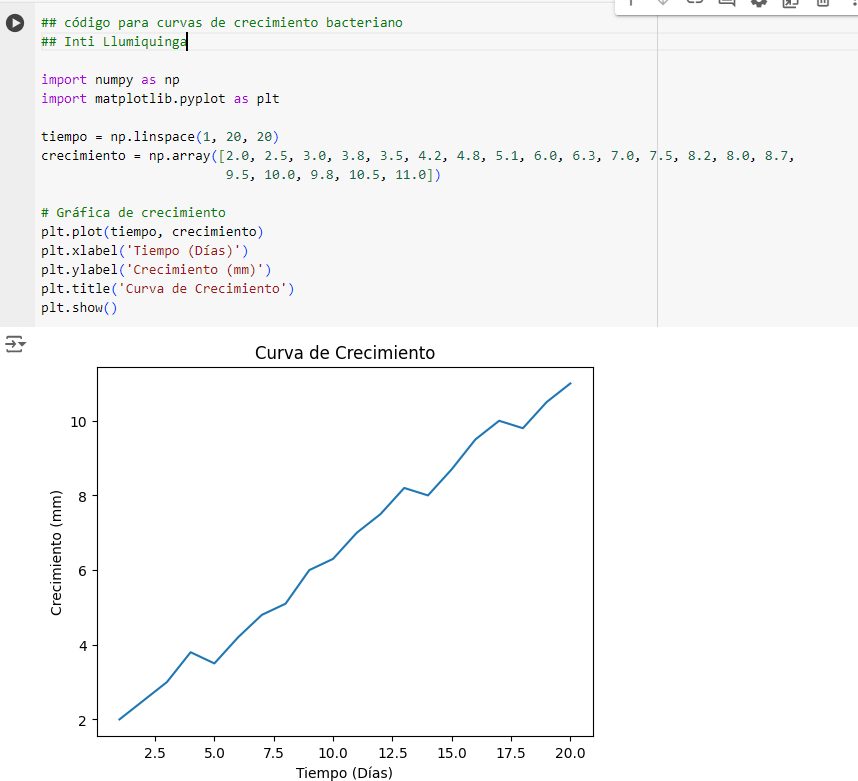 ## código para curvas de crecimiento bacteriano
## Inti Llumiquinga
import numpy as np
import matplotlib.pyplot as plt
tiempo = np.linspace(1, 20, 20)
crecimiento = np.array([2.0, 2.5, 3.0, 3.8, 3.5, 4.2, 4.8, 5.1, 6.0, 6.3, 7.0, 7.5, 8.2, 8.0, 8.7,
9.5, 10.0, 9.8, 10.5, 11.0])
# Gráfica de crecimiento
plt.plot(tiempo, crecimiento)
plt.xlabel('Tiempo (Días)')
plt.ylabel('Crecimiento (mm)')
plt.title('Curva de Crecimiento')
plt.show()
Curva de Crecimiento
Crecimiento (mm)
10
8
6
4
2
2.5 5.0 7.5 10.0 12.5 15.0 17.5 20.0
Tiempo (Días)